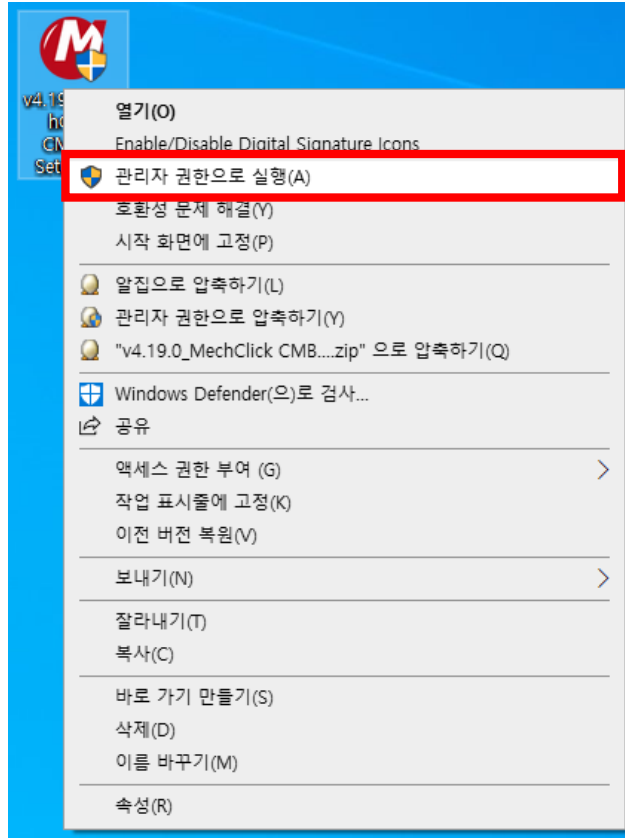 v4.19
CM
Set
열기(O)
Enable/Disable Digital Signature Icons
관리자 권한으로 실행(A)
호환성 문제 해결(Y)
시작 화면에 고정(P)
알집으로 압축하기(L)
관리자 권한으로 압축하기(Y)
"v4.19.0_MechClick CMB....zip" 으로 압축하기(Q)
Windows Defender(으)로 검사...
공유
액세스 권한 부여 (G)
작업 표시줄에 고정(K)
이전 버전 복원(V)
보내기(N)
잘라내기(T)
복사(C)
바로 가기 만들기(S)
삭제(D)
이름 바꾸기(M)
속성(R)